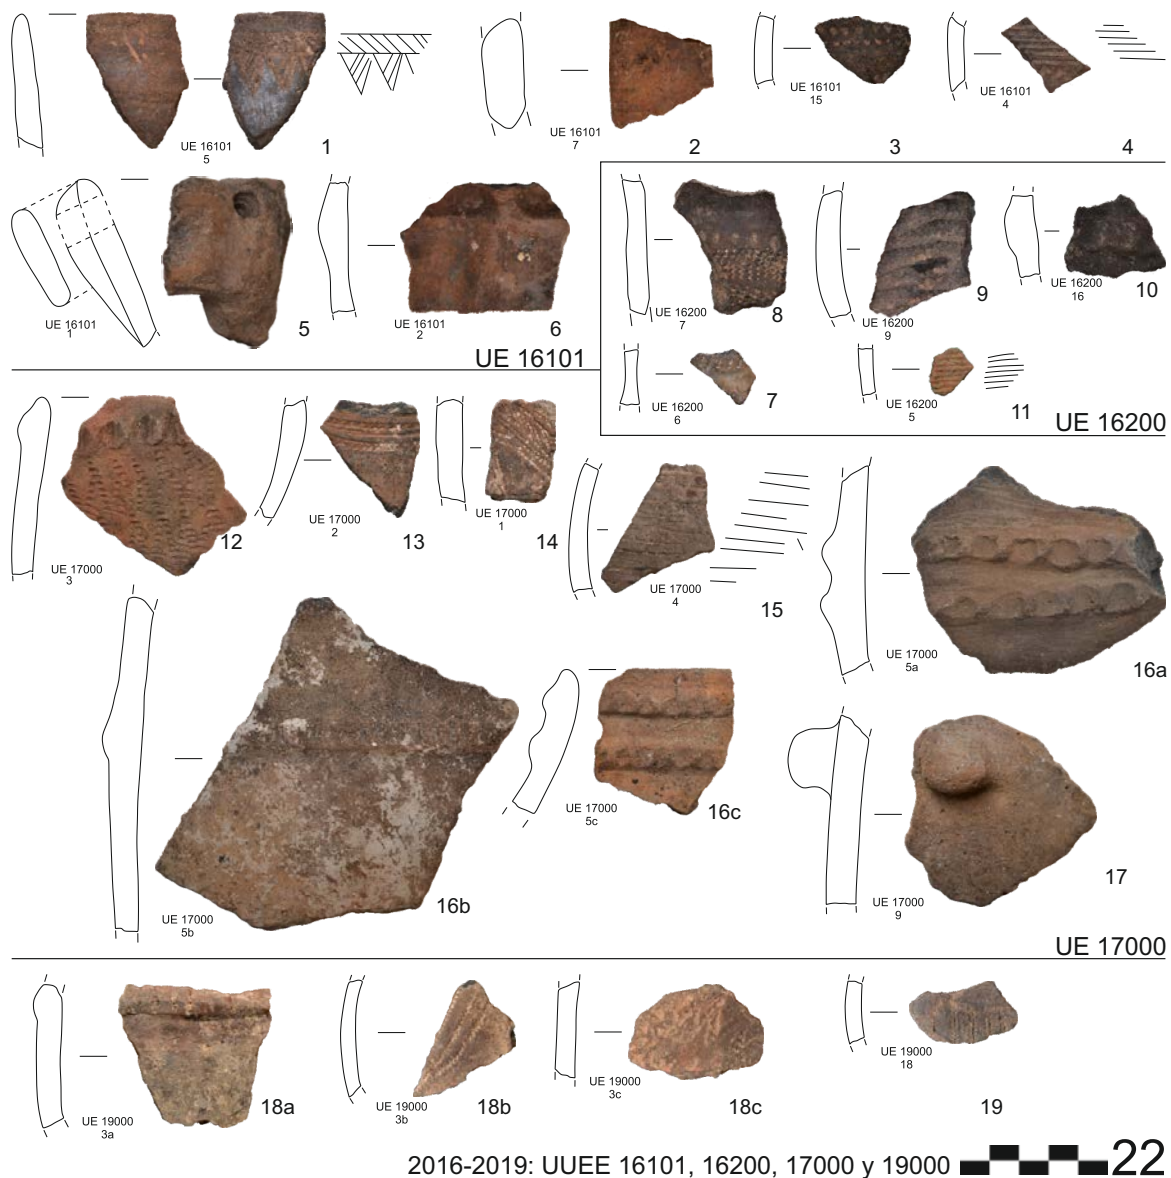 UE 16101
5
1
UE 16101
7
2
UE 16101
15
3
UE 16101
4
4
UE 16101
1
5
UE 16101
2
6
UE 16101
UE 16200
7
8
UE 16200
9
9
UE 16200
16
10
UE 16200
6
7
UE 16200
5
11
UE 16200
UE 17000
3
12
UE 17000
2
13
UE 17000
1
14
UE 17000
4
15
UE 17000
5a
16a
UE 17000
5b
16b
UE 17000
5c
16c
UE 17000
9
17
UE 17000
UE 19000
3a
18a
UE 19000
3b
18b
UE 19000
3c
18c
UE 19000
18
19
2016-2019: UUEE 16101, 16200, 17000 y 19000
22